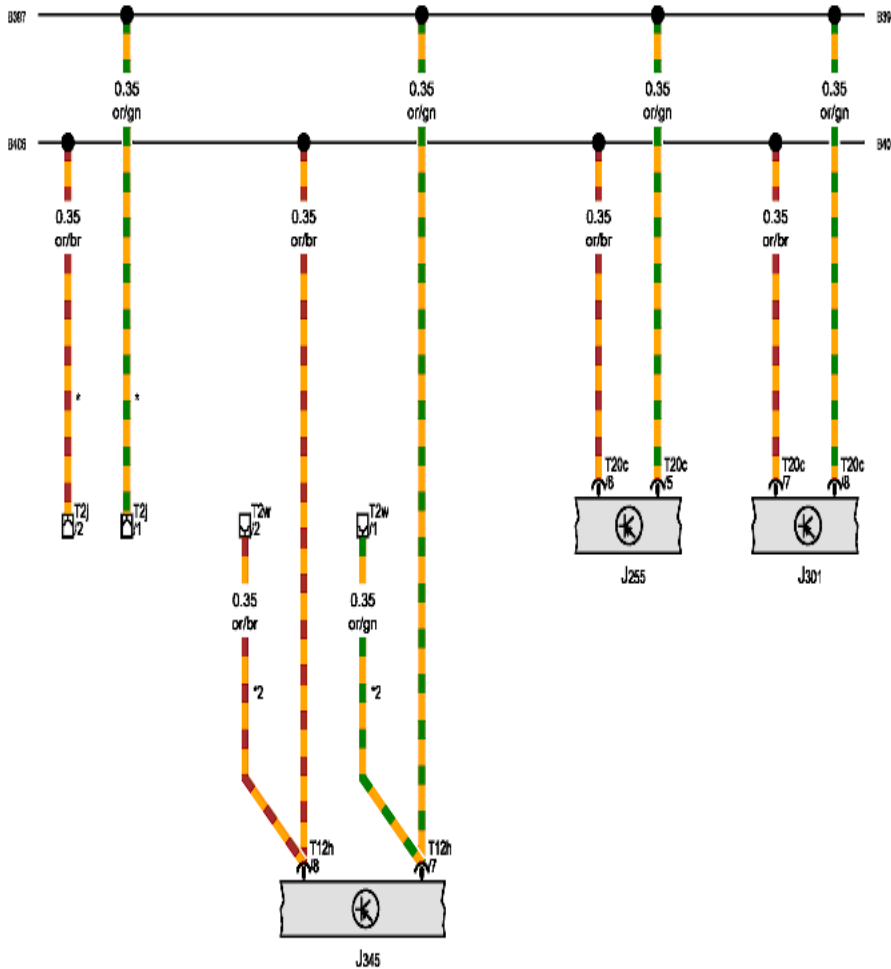 B397 B39
0.35 0.35 0.35 0.35
or/gn or/gn or/gn or/gn
B406 B40
0.35 0.35 0.35 0.35
or/br or/br or/br or/br
* *
T20c T20c T20c T20c
/6 /5 /7 /8
T2j T2j T2w T2w
/2 /1 /2 /1
J255 J301
0.35 0.35
or/br or/gn
*2 *2
T12h T12h
/8 /7
J345